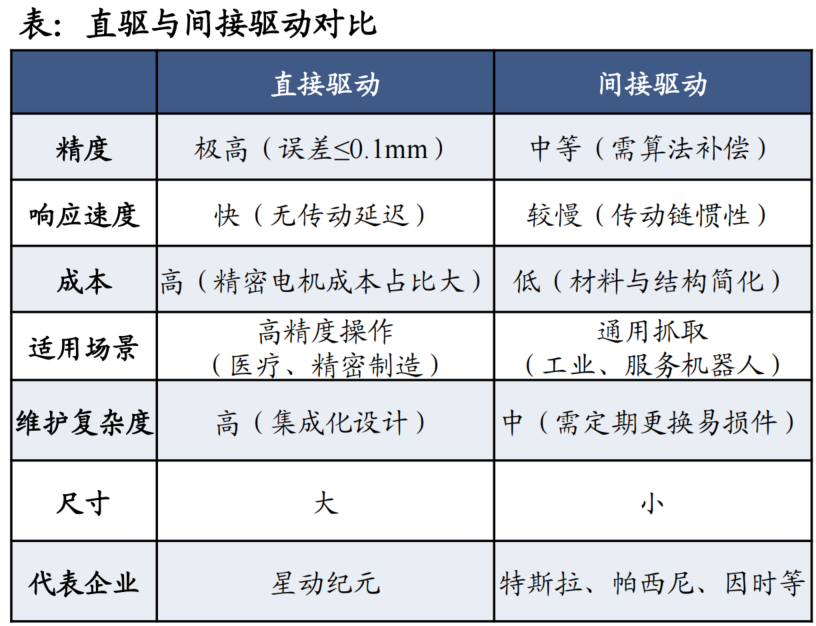 表：直驱与间接驱动对比
直接驱动 间接驱动
精度 极高（误差≤0.1mm） 中等（需算法补偿）
响应速度 快（无传动延迟） 较慢（传动链惯性）
成本 高（精密电机成本占比大） 低（材料与结构简化）
适用场景 高精度操作 通用抓取
（医疗、精密制造） （工业、服务机器人）
维护复杂度 高（集成化设计） 中（需定期更换易损件）
尺寸 大 小
代表企业 星动纪元 特斯拉、帕西尼、因时等